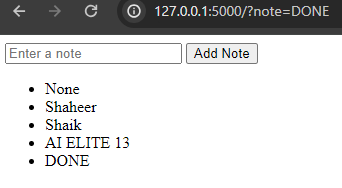 127.0.0.1:5000/?note=DONE
Enter a note Add Note
None
Shaheer
Shaik
AI ELITE 13
DONE